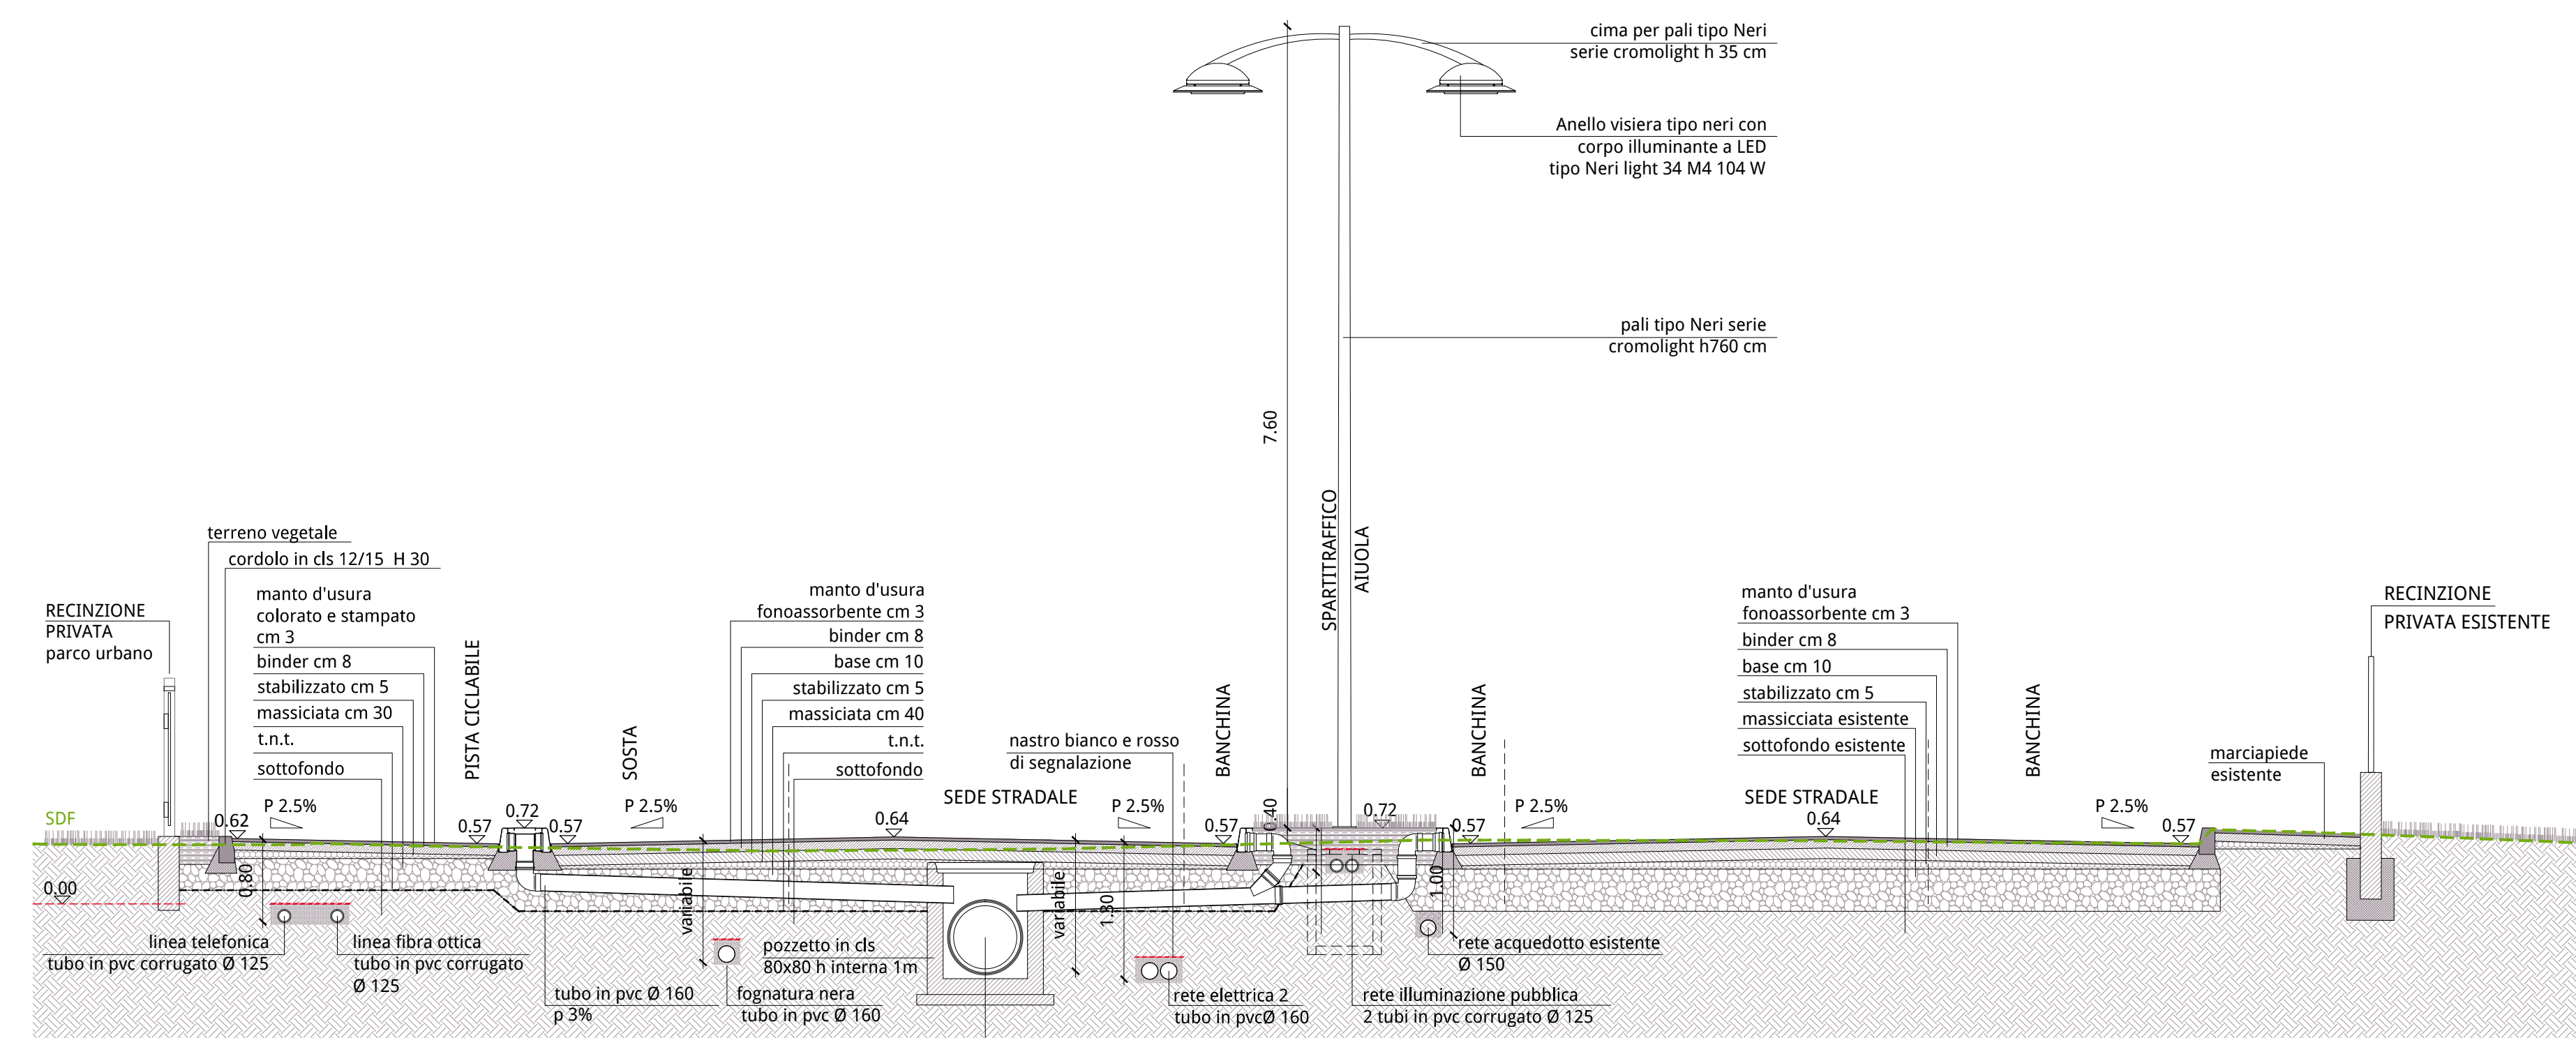 cima per pali tipo Neri
serie cromolight h 35 cm
Anello visiera tipo neri con
corpo illuminante a LED
tipo Neri light 34 M4 104 W
pali tipo Neri serie
cromolight h760 cm
7.60
SPARTITRAFFICO
AIUOLA
terreno vegetale
cordolo in cls 12/15 H 30
RECINZIONE
PRIVATA
parco urbano
manto d'usura
colorato e stampato
cm 3
binder cm 8
stabilizzato cm 5
massiciata cm 30
t.n.t.
sottofondo
PISTA CICLABILE
SOSTA
manto d'usura
fonoassorbente cm 3
binder cm 8
base cm 10
stabilizzato cm 5
massiciata cm 40
t.n.t.
sottofondo
nastro bianco e rosso
di segnalazione
SEDE STRADALE
BANCHINA
BANCHINA
manto d'usura
fonoassorbente cm 3
binder cm 8
base cm 10
stabilizzato cm 5
massicciata esistente
sottofondo esistente
SEDE STRADALE
BANCHINA
marciapiede
esistente
RECINZIONE
PRIVATA ESISTENTE
SDF
0.62
P 2.5%
0.57
0.72
0.57
P 2.5%
0.64
P 2.5%
0.57
0.40
0.72
0.57
P 2.5%
0.64
P 2.5%
0.57
0.00
0.80
variabile
variabile
1.30
1.00
linea telefonica
tubo in pvc corrugato Ø 125
linea fibra ottica
tubo in pvc corrugato
Ø 125
tubo in pvc Ø 160
p 3%
pozzetto in cls
80x80 h interna 1m
fognatura nera
tubo in pvc Ø 160
rete elettrica 2
tubo in pvcØ 160
rete illuminazione pubblica
2 tubi in pvc corrugato Ø 125
rete acquedotto esistente
Ø 150